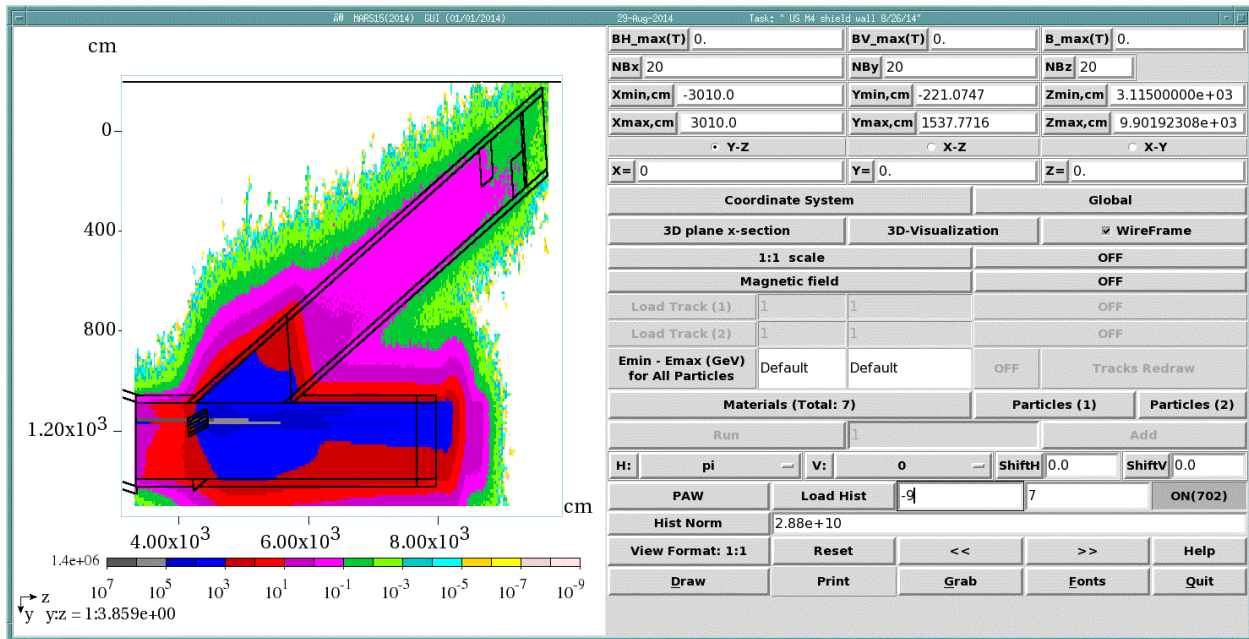 MARS15(2014) GUI (01/01/2014) 29-Aug-2014 Task: " US M4 shield wall 8/26/14"
cm
0
400
800
1.20x10³
cm
4.00x10³ 6.00x10³ 8.00x10³
1.4e+06
10⁷ 10⁵ 10³ 10¹ 10⁻¹ 10⁻³ 10⁻⁵ 10⁻⁷ 10⁻⁹
z
y y:z = 1:3.859e+00
BH_max(T) 0. BV_max(T) 0. B_max(T) 0.
NBx 20 NBy 20 NBz 20
Xmin,cm -3010.0 Ymin,cm -221.0747 Zmin,cm 3.11500000e+03
Xmax,cm 3010.0 Ymax,cm 1537.7716 Zmax,cm 9.90192308e+03
Y-Z X-Z X-Y
X= 0 Y= 0. Z= 0.
Coordinate System Global
3D plane x-section 3D-Visualization WireFrame
1:1 scale OFF
Magnetic field OFF
Load Track (1) 1 1 OFF
Load Track (2) 1 1 OFF
Emin - Emax (GeV)
for All Particles Default Default OFF Tracks Redraw
Materials (Total: 7) Particles (1) Particles (2)
Run 1 Add
H: pi V: 0 ShiftH 0.0 ShiftV 0.0
PAW Load Hist -9 7 ON(702)
Hist Norm 2.88e+10
View Format: 1:1 Reset << >> Help
Draw Print Grab Fonts Quit